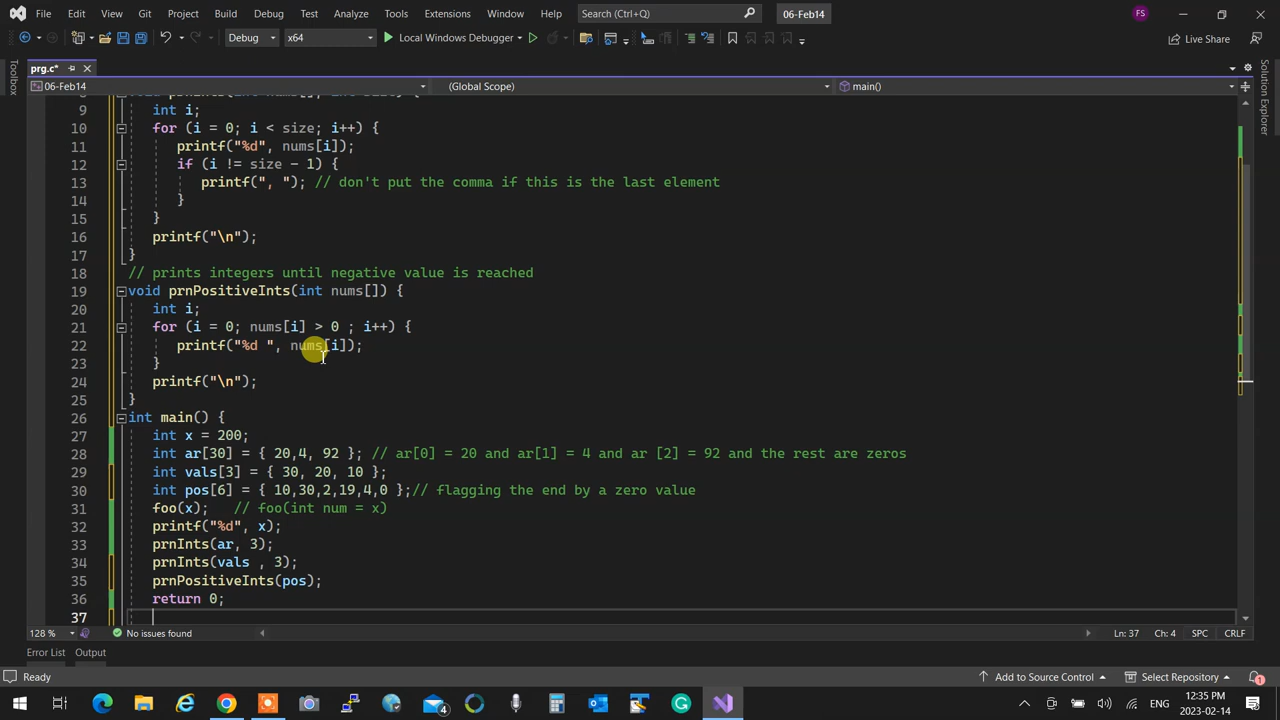 File Edit View Git Project Build Debug Test Analyze Tools Extensions Window Help Search (Ctrl+Q) 06-Feb14 FS
Debug x64 Local Windows Debugger Live Share
prg.c*
06-Feb14 (Global Scope) main()
Toolbox
Solution Explorer
9 int i;
10 for (i = 0; i < size; i++) {
11 printf("%d", nums[i]);
12 if (i != size - 1) {
13 printf(", "); // don't put the comma if this is the last element
14 }
15 }
16 printf("\n");
17 }
18 // prints integers until negative value is reached
19 void prnPositiveInts(int nums[]) {
20 int i;
21 for (i = 0; nums[i] > 0 ; i++) {
22 printf("%d ", nums[i]);
23 }
24 printf("\n");
25 }
26 int main() {
27 int x = 200;
28 int ar[30] = { 20,4, 92 }; // ar[0] = 20 and ar[1] = 4 and ar [2] = 92 and the rest are zeros
29 int vals[3] = { 30, 20, 10 };
30 int pos[6] = { 10,30,2,19,4,0 };// flagging the end by a zero value
31 foo(x); // foo(int num = x)
32 printf("%d", x);
33 prnInts(ar, 3);
34 prnInts(vals , 3);
35 prnPositiveInts(pos);
36 return 0;
37
128 % No issues found Ln: 37 Ch: 4 SPC CRLF
Error List Output
Ready Add to Source Control Select Repository 1
4 ENG 12:35 PM
2023-02-14